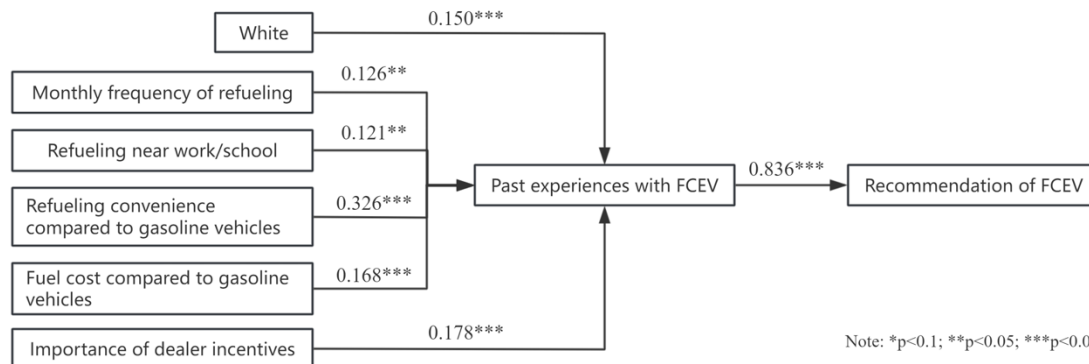 White
0.150***
Monthly frequency of refueling
0.126**
Refueling near work/school
0.121**
Refueling convenience
compared to gasoline vehicles
0.326***
Fuel cost compared to gasoline
vehicles
0.168***
Importance of dealer incentives
0.178***
Past experiences with FCEV
0.836***
Recommendation of FCEV
Note: *p<0.1; **p<0.05; ***p<0.0